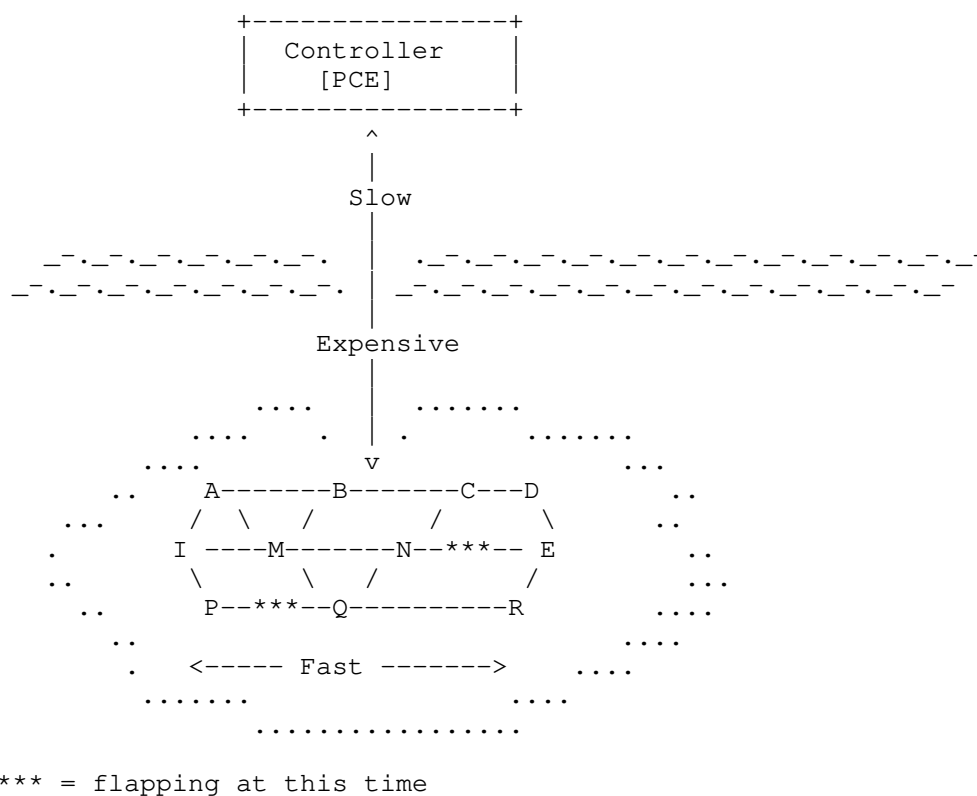 Controller
[PCE]
Slow
Expensive
A-------B-------C---D
I ----M-------N--***-- E
P--***--Q----------R
<----- Fast ------->
*** = flapping at this time